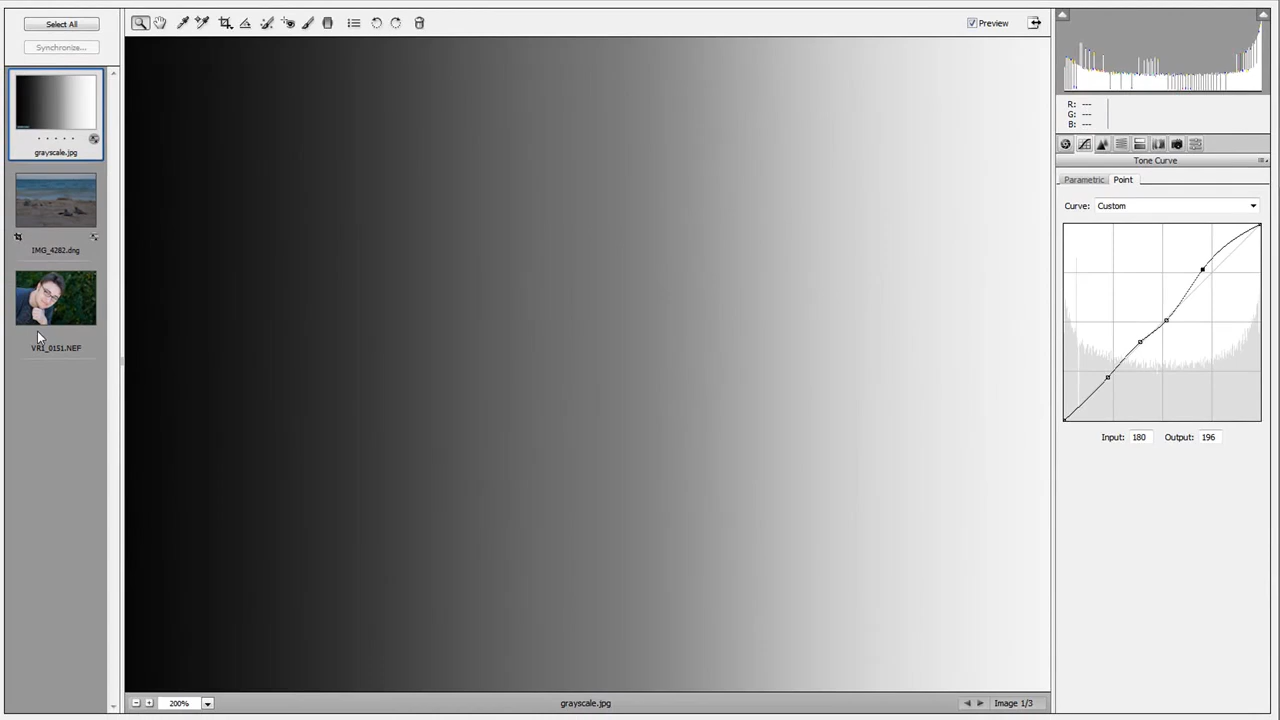 Select All
Synchronize...
grayscale.jpg
IMG_4282.dng
VR1_0151.NEF
Preview
R: ---
G: ---
B: ---
Tone Curve
Parametric Point
Curve: Custom
Input: 180 Output: 196
200%
grayscale.jpg
Image 1/3